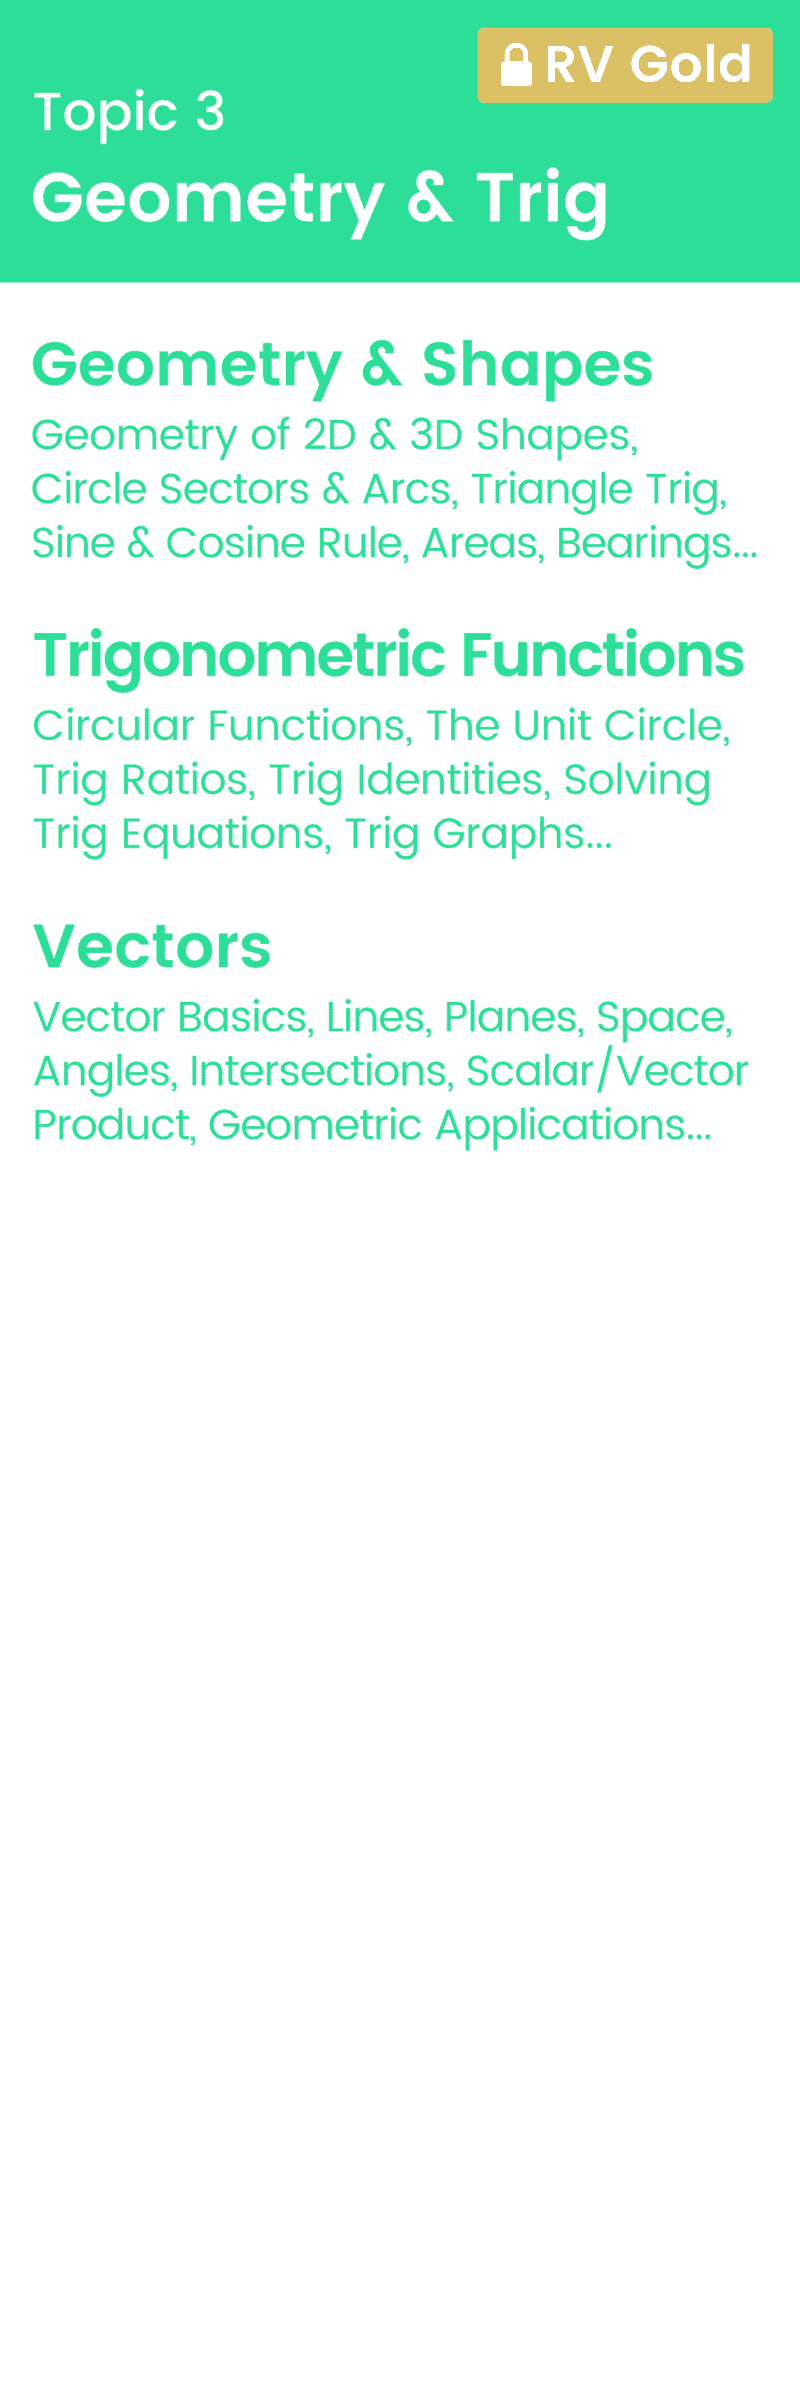 RV Gold
Topic 3
Geometry & Trig
Geometry & Shapes
Geometry of 2D & 3D Shapes,
Circle Sectors & Arcs, Triangle Trig,
Sine & Cosine Rule, Areas, Bearings...
Trigonometric Functions
Circular Functions, The Unit Circle,
Trig Ratios, Trig Identities, Solving
Trig Equations, Trig Graphs...
Vectors
Vector Basics, Lines, Planes, Space,
Angles, Intersections, Scalar/Vector
Product, Geometric Applications...